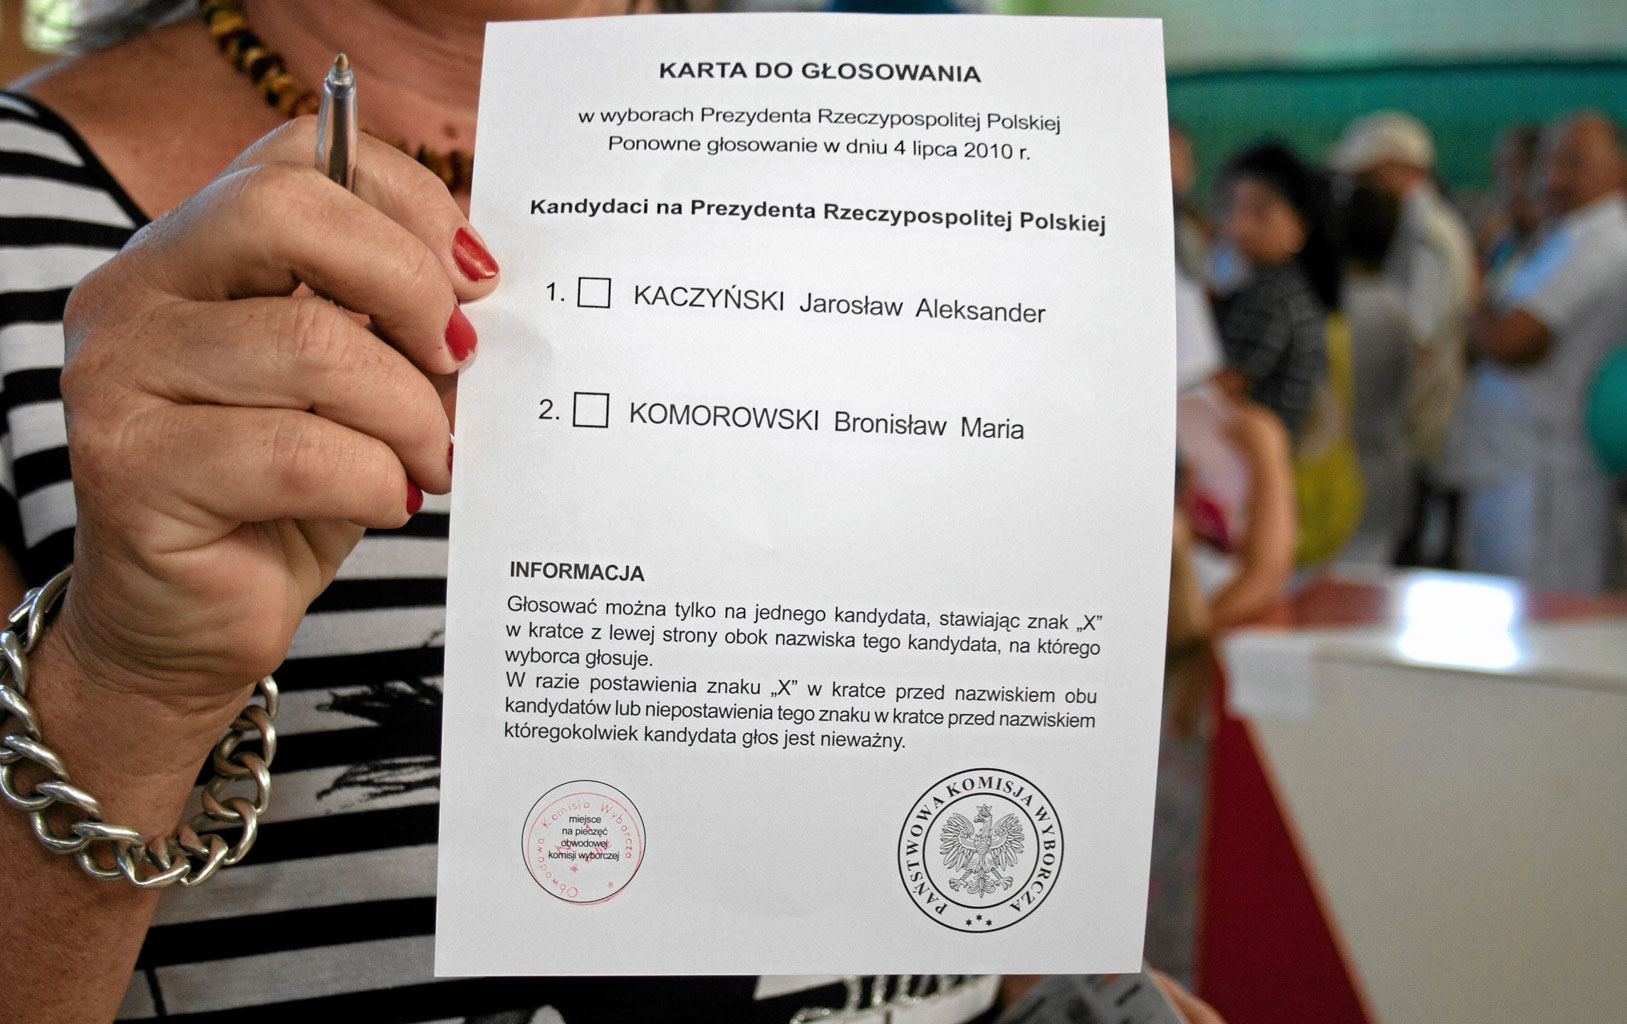 KARTA DO GŁOSOWANIA
w wyborach Prezydenta Rzeczypospolitej Polskiej
Ponowne głosowanie w dniu 4 lipca 2010 r.
Kandydaci na Prezydenta Rzeczypospolitej Polskiej
1. KACZYŃSKI Jarosław Aleksander
2. KOMOROWSKI Bronisław Maria
INFORMACJA
Głosować można tylko na jednego kandydata, stawiając znak „X”
w kratce z lewej strony obok nazwiska tego kandydata, na którego
wyborca głosuje.
W razie postawienia znaku „X” w kratce przed nazwiskiem obu
kandydatów lub niepostawienia tego znaku w kratce przed nazwiskiem
któregokolwiek kandydata głos jest nieważny.
Obwodowa Komisja Wyborcza
miejsce
na pieczęć
obwodowej
komisji wyborczej
PAŃSTWOWA KOMISJA WYBORCZA